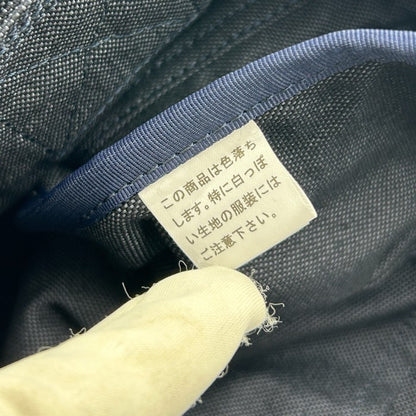 この商品は色落ち
します。特に白っぽ
い生地の服装には
ご注意下さい。